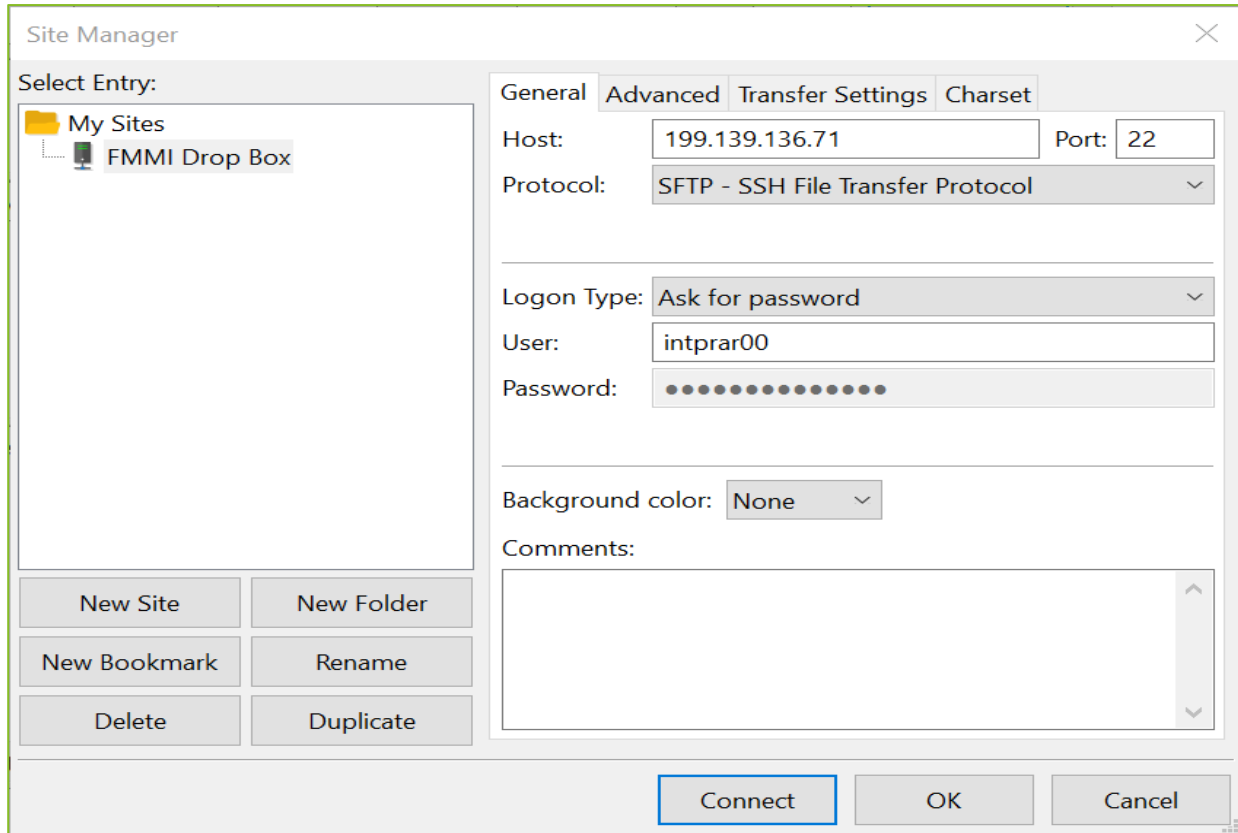 Site Manager
Select Entry:
My Sites
FMMI Drop Box
New Site New Folder
New Bookmark Rename
Delete Duplicate
General Advanced Transfer Settings Charset
Host: 199.139.136.71 Port: 22
Protocol: SFTP - SSH File Transfer Protocol
Logon Type: Ask for password
User: intprar00
Password: ●●●●●●●●●●●●●●
Background color: None
Comments:
Connect OK Cancel